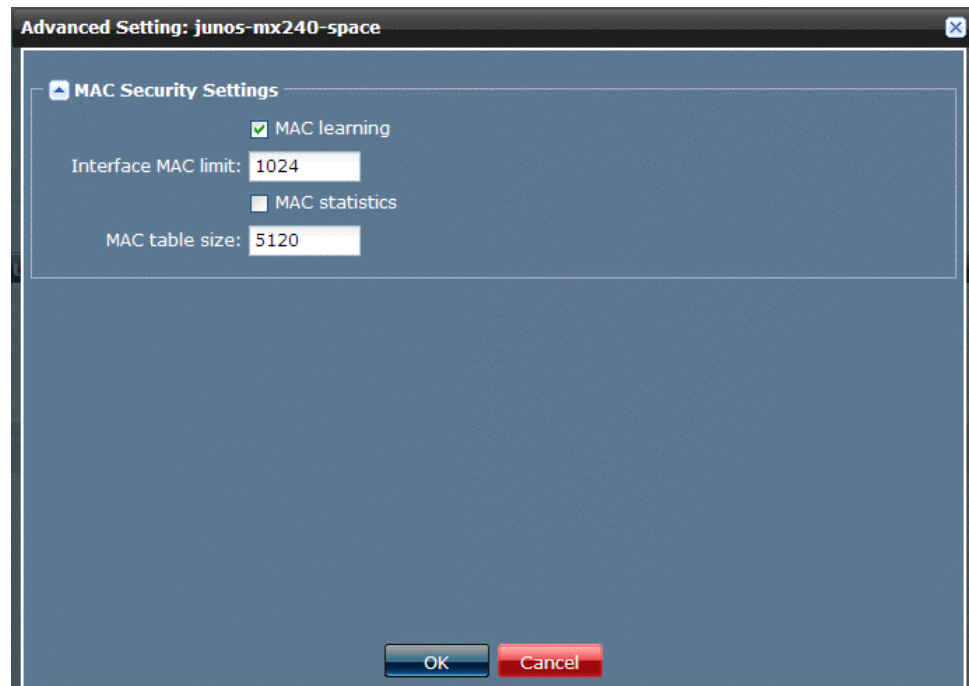 Advanced Setting: junos-mx240-space
MAC Security Settings
MAC learning
Interface MAC limit: 1024
MAC statistics
MAC table size: 5120
OK Cancel